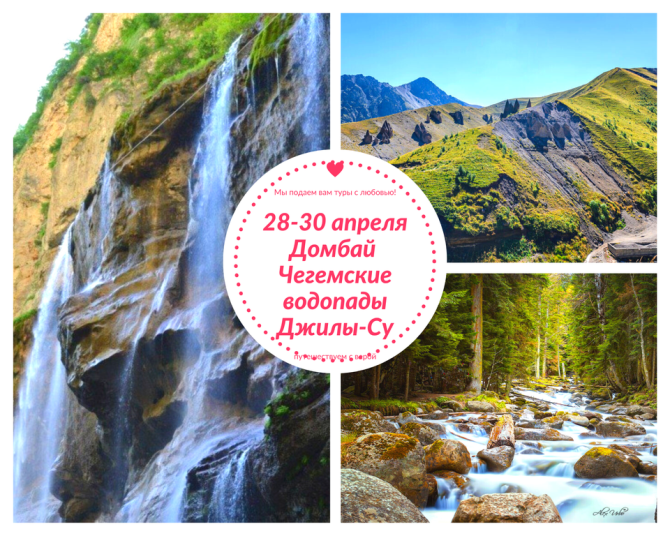 Мы подаем вам туры с любовью!
28-30 апреля
Домбай
Чегемские
водопады
Джилы-Су
путешествуем с верой